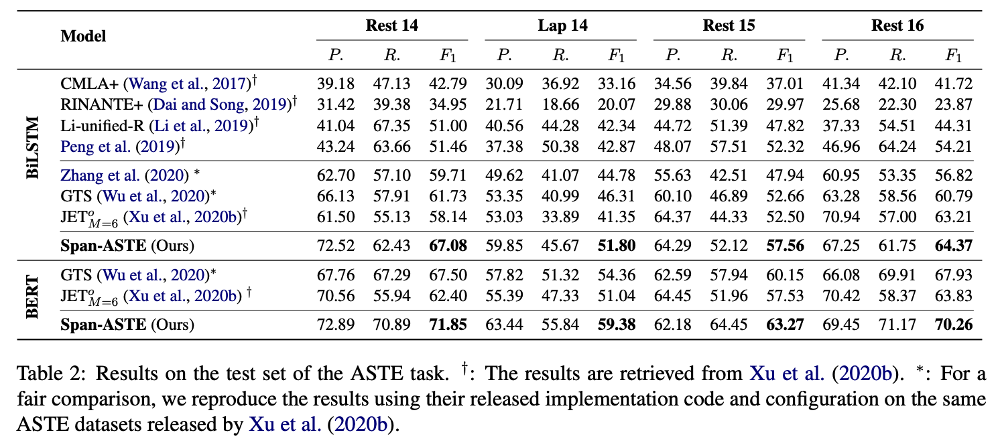 Model Rest 14 Lap 14 Rest 15 Rest 16
P. R. F1 P. R. F1 P. R. F1 P. R. F1
BiLSTM
CMLA+ (Wang et al., 2017)† 39.18 47.13 42.79 30.09 36.92 33.16 34.56 39.84 37.01 41.34 42.10 41.72
RINANTE+ (Dai and Song, 2019)† 31.42 39.38 34.95 21.71 18.66 20.07 29.88 30.06 29.97 25.68 22.30 23.87
Li-unified-R (Li et al., 2019)† 41.04 67.35 51.00 40.56 44.28 42.34 44.72 51.39 47.82 37.33 54.51 44.31
Peng et al. (2019)† 43.24 63.66 51.46 37.38 50.38 42.87 48.07 57.51 52.32 46.96 64.24 54.21
Zhang et al. (2020) * 62.70 57.10 59.71 49.62 41.07 44.78 55.63 42.51 47.94 60.95 53.35 56.82
GTS (Wu et al., 2020)* 66.13 57.91 61.73 53.35 40.99 46.31 60.10 46.89 52.66 63.28 58.56 60.79
JET^o_{M=6} (Xu et al., 2020b)† 61.50 55.13 58.14 53.03 33.89 41.35 64.37 44.33 52.50 70.94 57.00 63.21
Span-ASTE (Ours) 72.52 62.43 67.08 59.85 45.67 51.80 64.29 52.12 57.56 67.25 61.75 64.37
BERT
GTS (Wu et al., 2020)* 67.76 67.29 67.50 57.82 51.32 54.36 62.59 57.94 60.15 66.08 69.91 67.93
JET^o_{M=6} (Xu et al., 2020b) † 70.56 55.94 62.40 55.39 47.33 51.04 64.45 51.96 57.53 70.42 58.37 63.83
Span-ASTE (Ours) 72.89 70.89 71.85 63.44 55.84 59.38 62.18 64.45 63.27 69.45 71.17 70.26
Table 2: Results on the test set of the ASTE task. †: The results are retrieved from Xu et al. (2020b). *: For a
fair comparison, we reproduce the results using their released implementation code and configuration on the same
ASTE datasets released by Xu et al. (2020b).